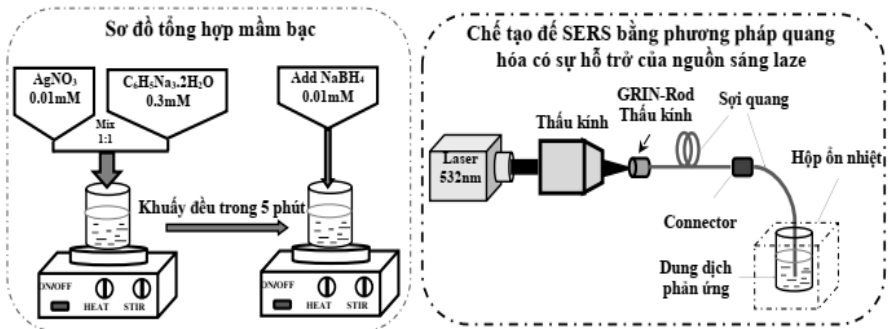 Sơ đồ tổng hợp mầm bạc
AgNO₃
0.01mM
C₆H₅Na₃.2H₂O
0.3mM
Mix
1:1
Add NaBH₄
0.01mM
Khuấy đều trong 5 phút
ON/OFF
HEAT
STIR
ON/OFF
HEAT
STIR
Chế tạo đế SERS bằng phương pháp quang
hóa có sự hỗ trở của nguồn sáng laze
Laser
532nm
Thấu kính
GRIN-Rod
Thấu kính
Sợi quang
Connector
Hộp ổn nhiệt
Dung dịch
phản ứng